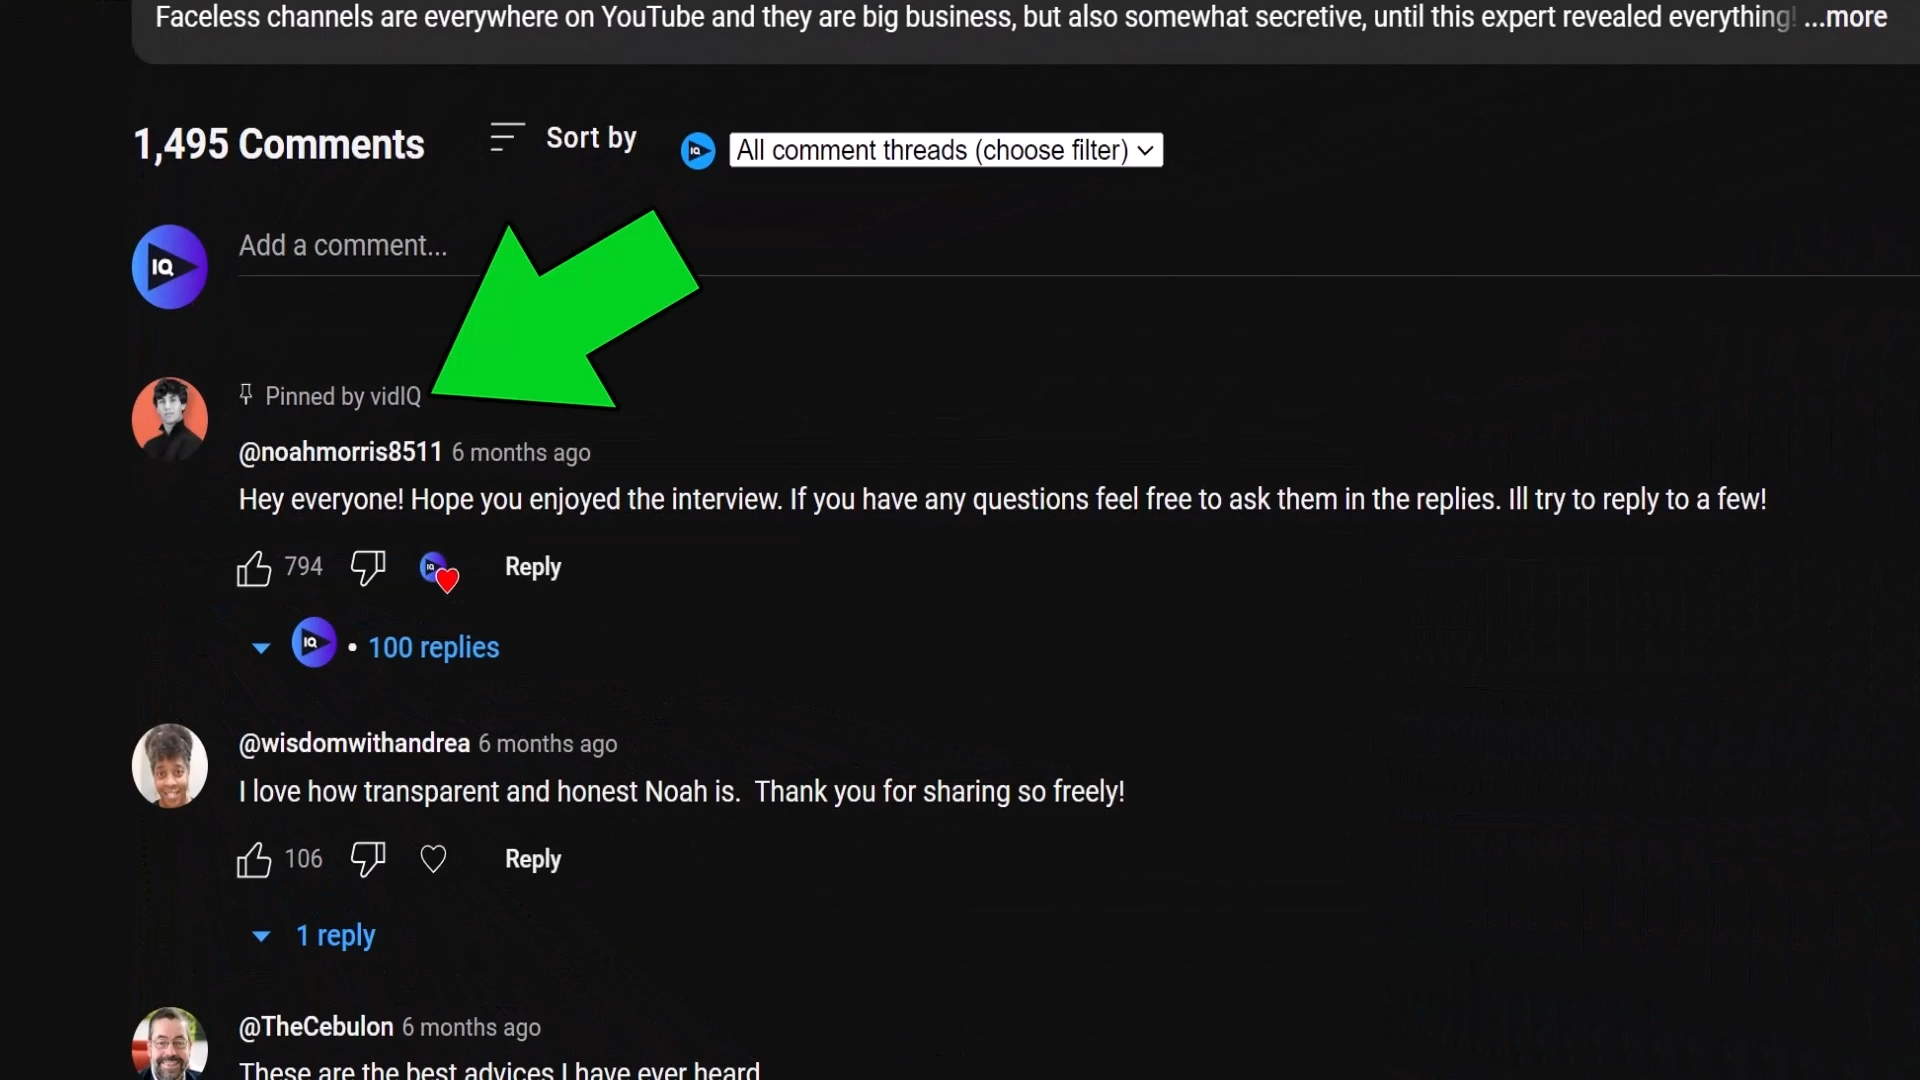 Faceless channels are everywhere on YouTube and they are big business, but also somewhat secretive, until this expert revealed everything! ...more
1,495 Comments
Sort by
IQ
All comment threads (choose filter)
IQ
Add a comment...
Pinned by vidIQ
@noahmorris8511 6 months ago
Hey everyone! Hope you enjoyed the interview. If you have any questions feel free to ask them in the replies. Ill try to reply to a few!
794
IQ
Reply
IQ
• 100 replies
@wisdomwithandrea 6 months ago
I love how transparent and honest Noah is.  Thank you for sharing so freely!
106
Reply
1 reply
@TheCebulon 6 months ago
These are the best advices I have ever heard